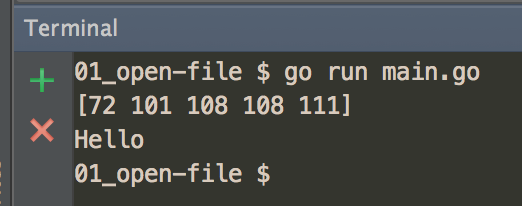 Terminal
01_open-file $ go run main.go
[72 101 108 108 111]
Hello
01_open-file $